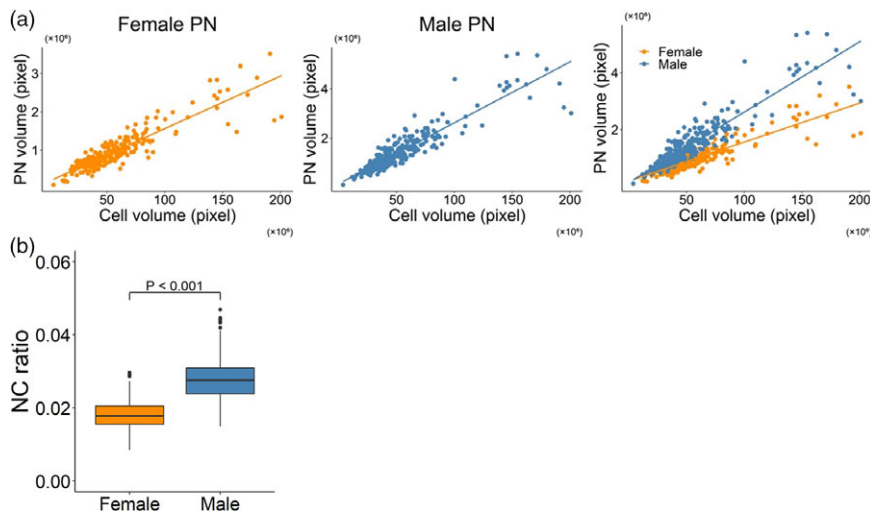 (a)
Female PN
Male PN
(×10⁶)
(×10⁶)
(×10⁶)
PN volume (pixel)
3
2
1
50
100
150
200
Cell volume (pixel)
(×10⁶)
PN volume (pixel)
4
2
50
100
150
200
Cell volume (pixel)
(×10⁶)
PN volume (pixel)
4
2
Female
Male
50
100
150
200
Cell volume (pixel)
(×10⁶)
(b)
NC ratio
0.06
0.04
0.02
0.00
P < 0.001
Female
Male